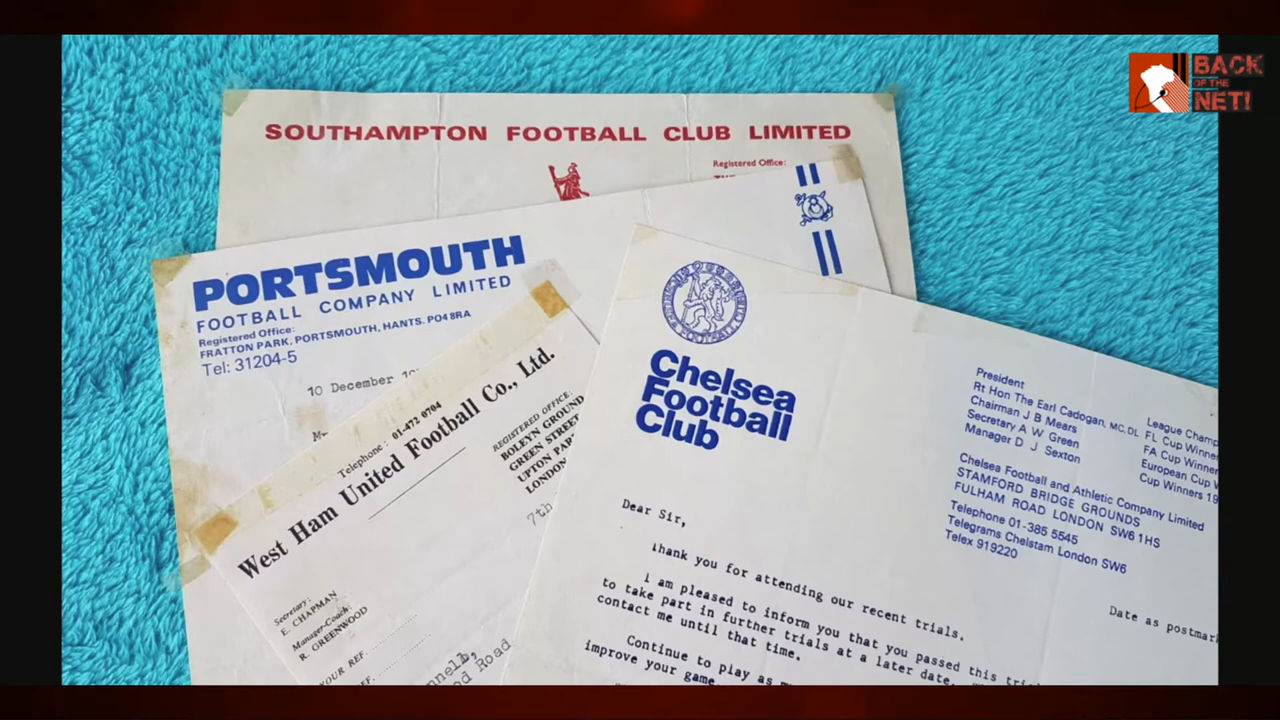 BACK
OF THE
NET!
SOUTHAMPTON FOOTBALL CLUB LIMITED
Registered Office:
PORTSMOUTH
FOOTBALL COMPANY LIMITED
Registered Office:
FRATTON PARK, PORTSMOUTH, HANTS. PO4 8RA
Tel: 31204-5
10 December
Telephone: 01-472 0704
West Ham United Football Co., Ltd.
REGISTERED OFFICE:
BOLEYN GROUND
GREEN STREET
UPTON PAR
LONDON
7th
Secretary:
E. CHAPMAN
Manager-Coach:
R. GREENWOOD
YOUR REF.
REF.
Road
FOOTBALL
Chelsea
Football
Club
President
Rt Hon The Earl Cadogan, MC, DL
Chairman J B Mears
Secretary A W Green
Manager D J Sexton
League Champ
FL Cup Winner
FA Cup Winner
European Cup W
Cup Winners 19
Chelsea Football and Athletic Company Limited
STAMFORD BRIDGE GROUNDS
FULHAM ROAD LONDON SW6 1HS
Telephone 01-385 5545
Telegrams Chelstam London SW6
Telex 919220
Date as postmar
Dear Sir,
Thank you for attending our recent trials.
I am pleased to inform you that you passed this tri
to take part in further trials at a later date.
contact me until that time.
Continue to play as m
improve your game